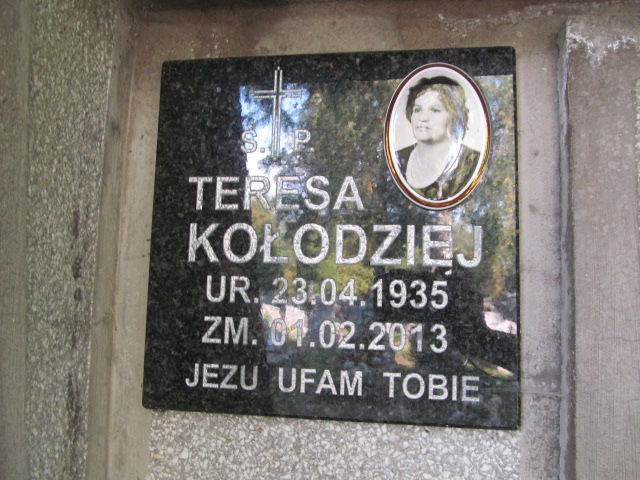 Ś. P.
TERESA
KOŁODZIEJ
UR. 23.04.1935
ZM. 01.02.2013
JEZU UFAM TOBIE